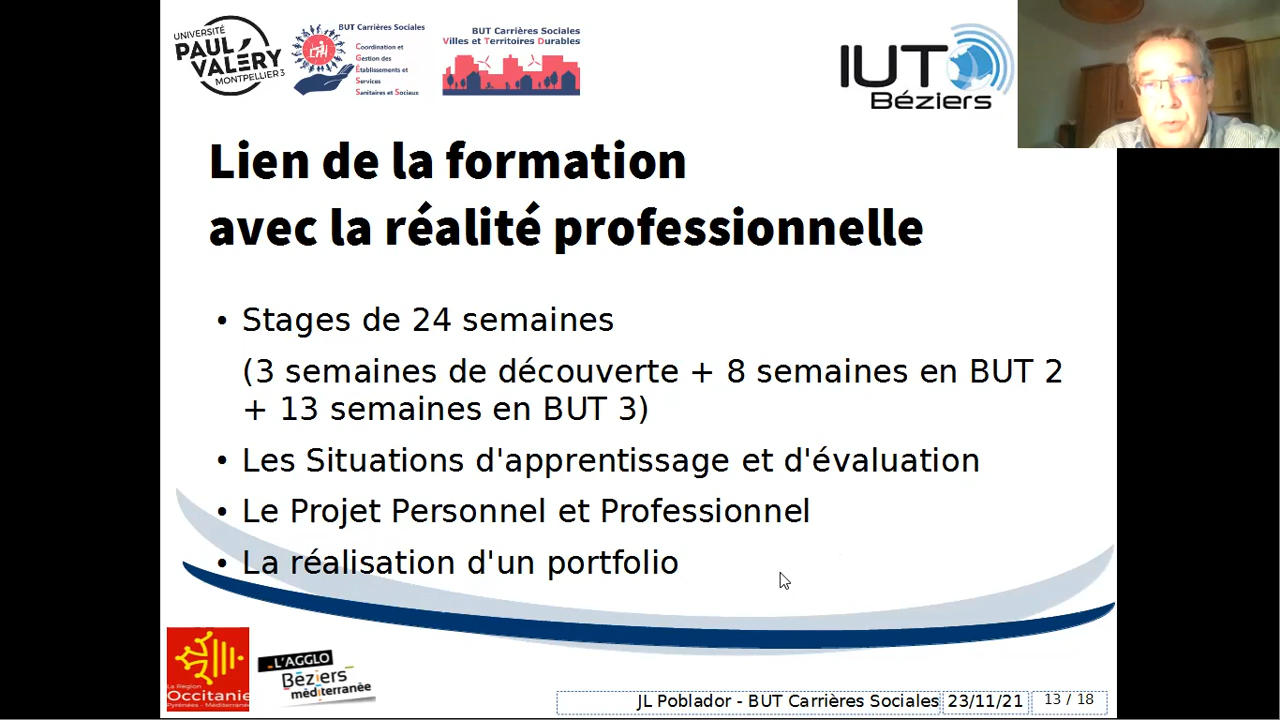 UNIVERSITÉ
PAUL
VALÉRY
MONTPELLIER 3
BUT Carrières Sociales
Coordination et
Gestion des
Établissements et
Services
Sanitaires et Sociaux
BUT Carrières Sociales
Villes et Territoires Durables
IUT
Béziers
Lien de la formation
avec la réalité professionnelle
• Stages de 24 semaines
(3 semaines de découverte + 8 semaines en BUT 2
+ 13 semaines en BUT 3)
• Les Situations d'apprentissage et d'évaluation
• Le Projet Personnel et Professionnel
• La réalisation d'un portfolio
La Région
Occitanie
Pyrénées - Méditerranée
L'AGGLO
Béziers
méditerranée
JL Poblador - BUT Carrières Sociales 23/11/21 13 / 18